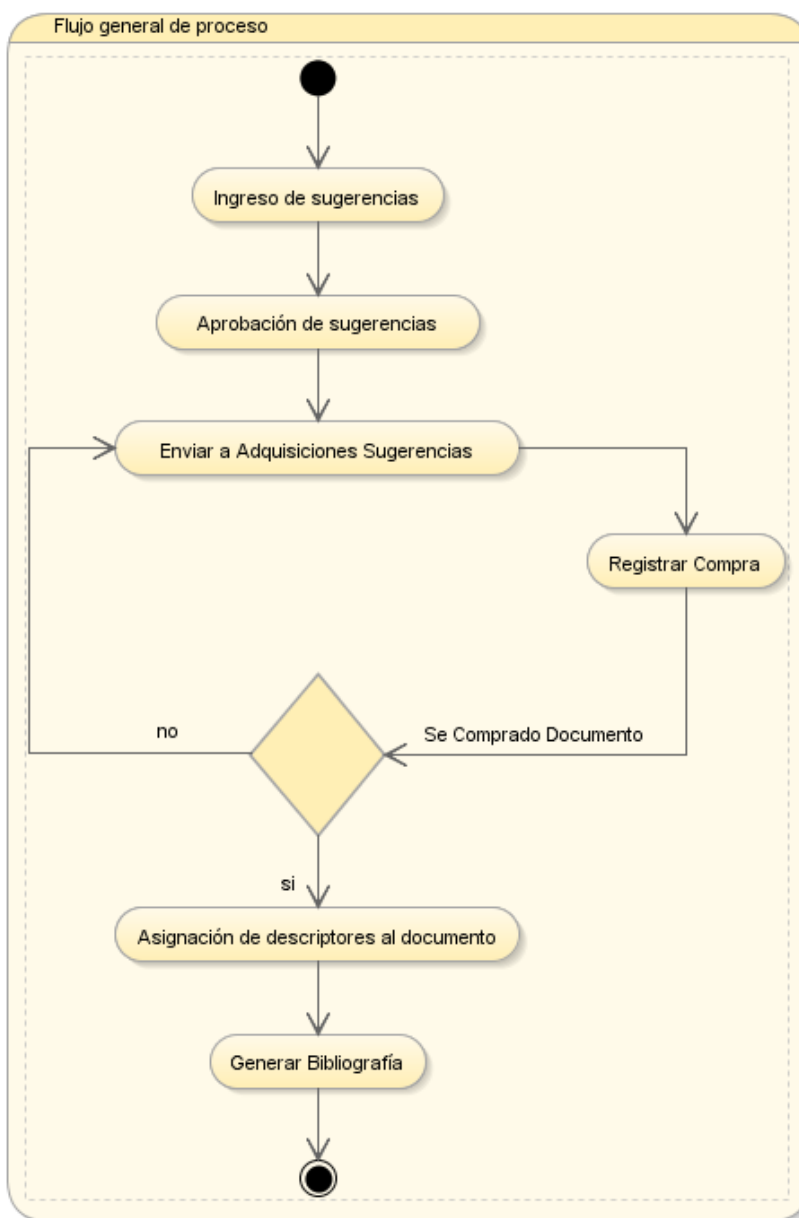 Flujo general de proceso
Ingreso de sugerencias
Aprobación de sugerencias
Enviar a Adquisiciones Sugerencias
Registrar Compra
no
Se Comprado Documento
si
Asignación de descriptores al documento
Generar Bibliografía